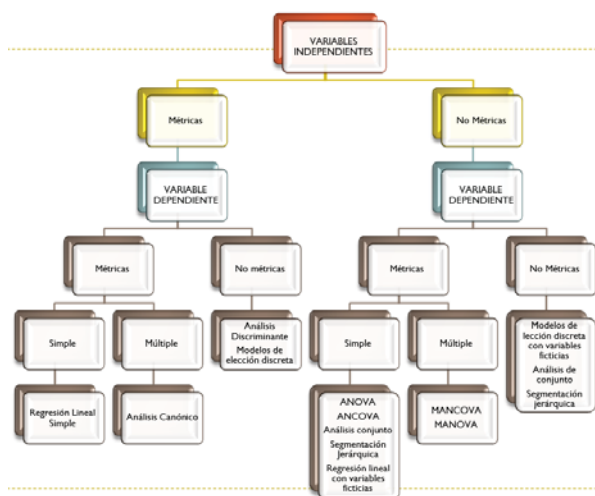 VARIABLES
INDEPENDIENTES
Métricas
No Métricas
VARIABLE
DEPENDIENTE
VARIABLE
DEPENDIENTE
Métricas
No métricas
Métricas
No Métricas
Simple
Múltiple
Análisis
Discriminante
Modelos de
elección discreta
Simple
Múltiple
Modelos de
lección discreta
con variables
ficticias
Análisis de
conjunto
Segmentación
jerárquica
Regresión Lineal
Simple
Análisis Canónico
ANOVA
ANCOVA
Análisis conjunto
Segmentación
Jerárquica
Regresión lineal
con variables
ficticias
MANCOVA
MANOVA